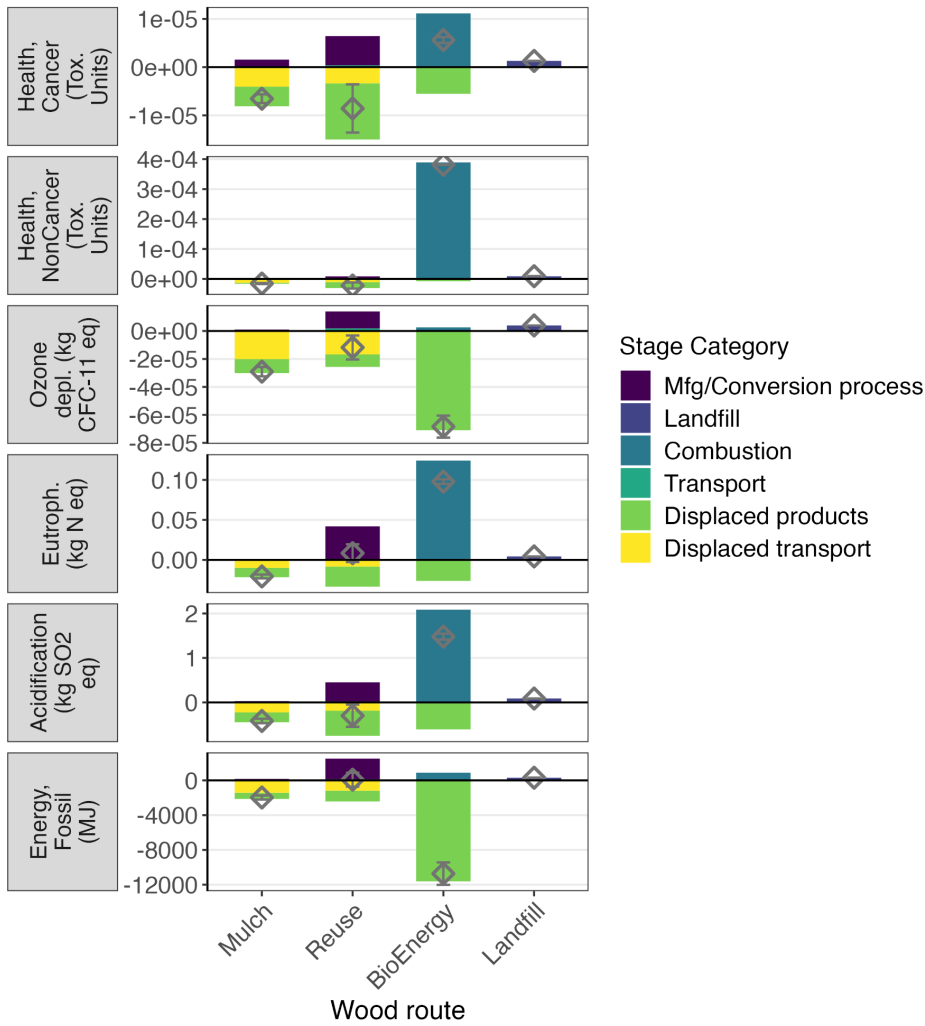 Health,
Cancer
(Tox.
Units)
1e-05
0e+00
-1e-05
Health,
NonCancer
(Tox.
Units)
4e-04
3e-04
2e-04
1e-04
0e+00
Ozone
depl. (kg
CFC-11 eq)
0e+00
-2e-05
-4e-05
-6e-05
-8e-05
Eutroph.
(kg N eq)
0.10
0.05
0.00
Acidification
(kg SO2
eq)
2
1
0
Energy,
Fossil
(MJ)
0
-4000
-8000
-12000
Mulch
Reuse
BioEnergy
Landfill
Wood route
Stage Category
Mfg/Conversion process
Landfill
Combustion
Transport
Displaced products
Displaced transport